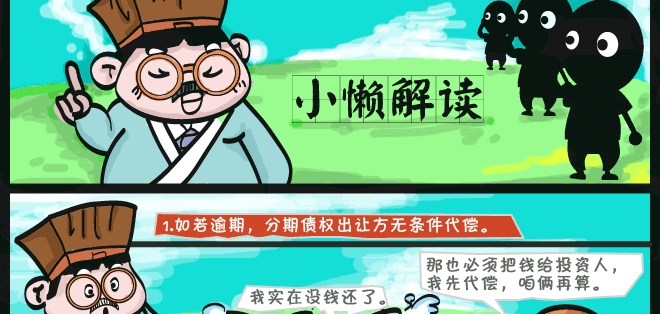 小懒解读
1.如若逾期，分期债权出让方无条件代偿。
那也必须把钱给投资人，
我先代偿，咱俩再算。
我实在没钱还了。